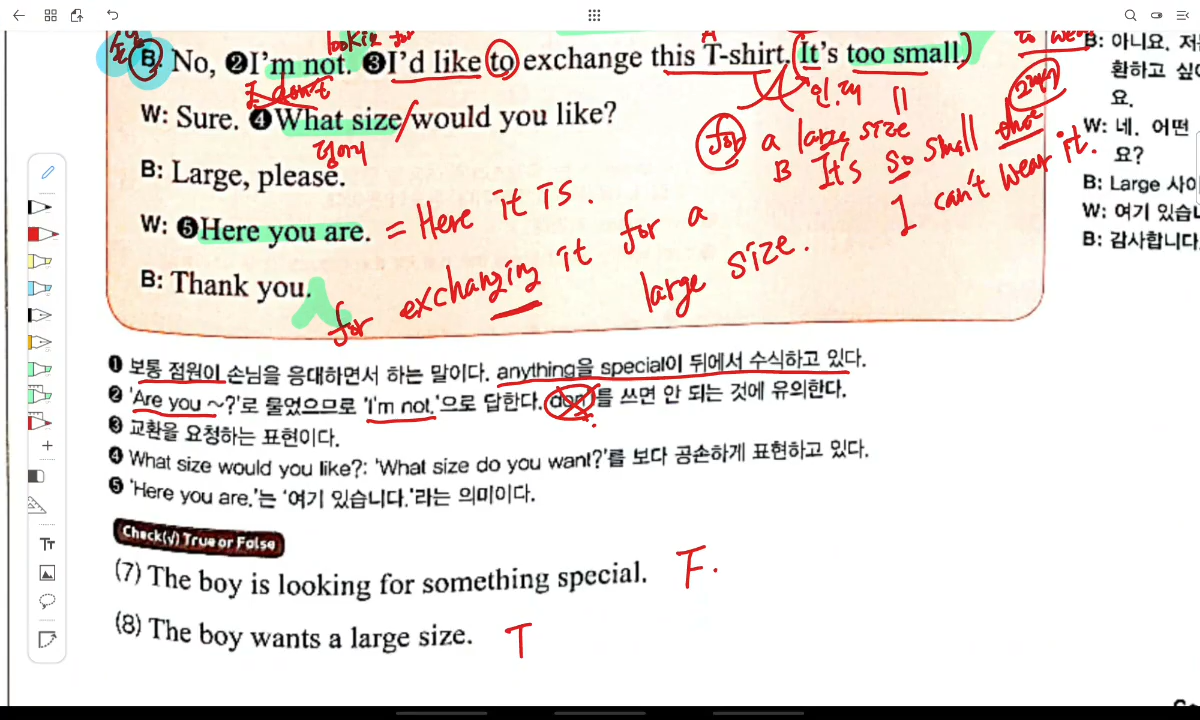 lookig for
B: No, ❷I'm not. ❸I'd like to exchange this T-shirt. It's too small.
I don't
인.격
W: Sure. ❹What size would you like?
for a large size
It's so small that
I can't wear it.
B: Large, please.
W: ❺Here you are. = Here it is.
for exchanging it for a
large size.
B: Thank you.
❶ 보통 점원이 손님을 응대하면서 하는 말이다. anything을 special이 뒤에서 수식하고 있다.
❷ 'Are you ~?'로 물었으므로 'I'm not.'으로 답한다. don't를 쓰면 안 되는 것에 유의한다.
❸ 교환을 요청하는 표현이다.
❹ What size would you like?: 'What size do you want?'를 보다 공손하게 표현하고 있다.
❺ 'Here you are.'는 '여기 있습니다.'라는 의미이다.
Check(√) True or False
(7) The boy is looking for something special. F.
(8) The boy wants a large size. T
to wear
B: 아니요. 저는
환하고 싶어
요.
W: 네. 어떤
요?
B: Large 사이
W: 여기 있습니
B: 감사합니다
Tт